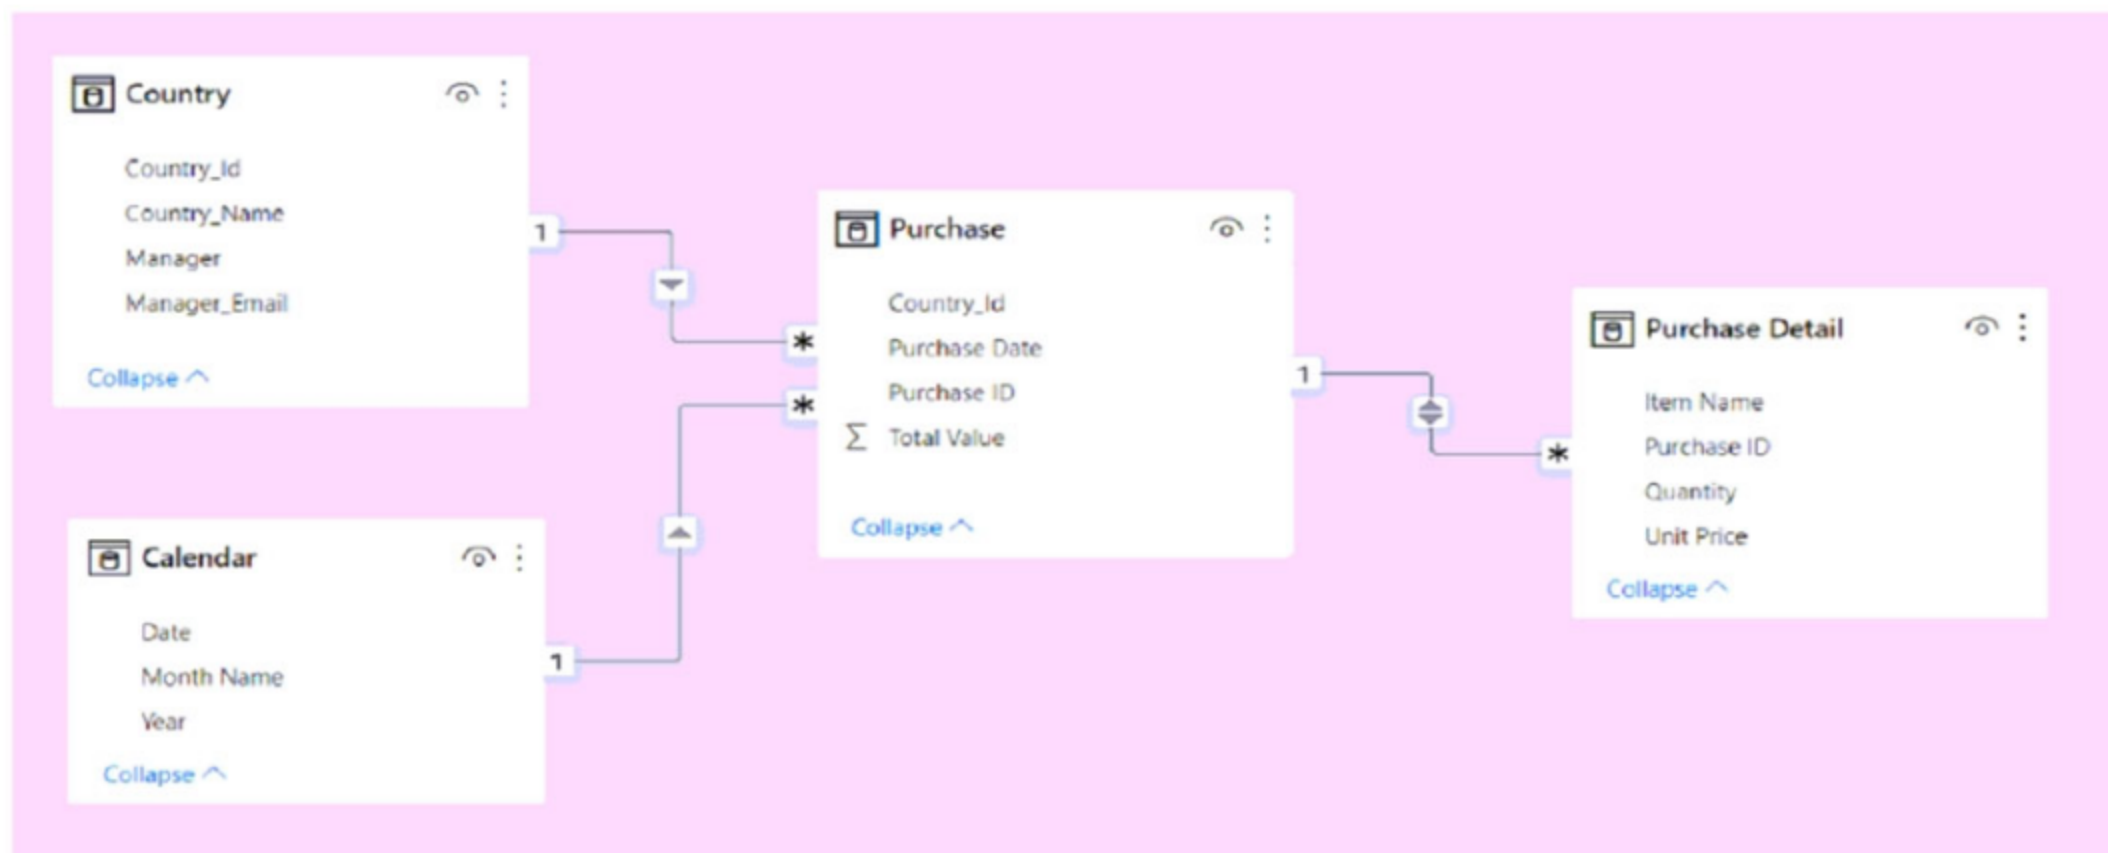 Country
Country_Id
Country_Name
Manager
Manager_Email
Collapse
1
*
Calendar
Date
Month Name
Year
Collapse
1
*
Purchase
Country_Id
Purchase Date
Purchase ID
Σ Total Value
Collapse
1
*
Purchase Detail
Item Name
Purchase ID
Quantity
Unit Price
Collapse